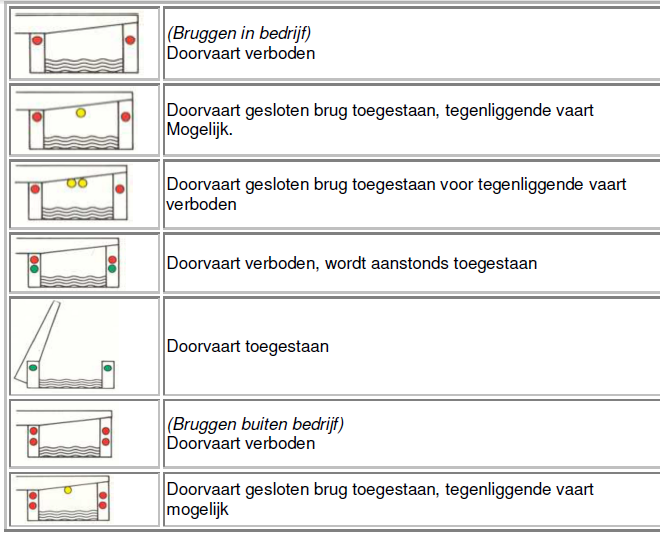 (Bruggen in bedrijf)
Doorvaart verboden
Doorvaart gesloten brug toegestaan, tegenliggende vaart
Mogelijk.
Doorvaart gesloten brug toegestaan voor tegenliggende vaart
verboden
Doorvaart verboden, wordt aanstonds toegestaan
Doorvaart toegestaan
(Bruggen buiten bedrijf)
Doorvaart verboden
Doorvaart gesloten brug toegestaan, tegenliggende vaart
mogelijk